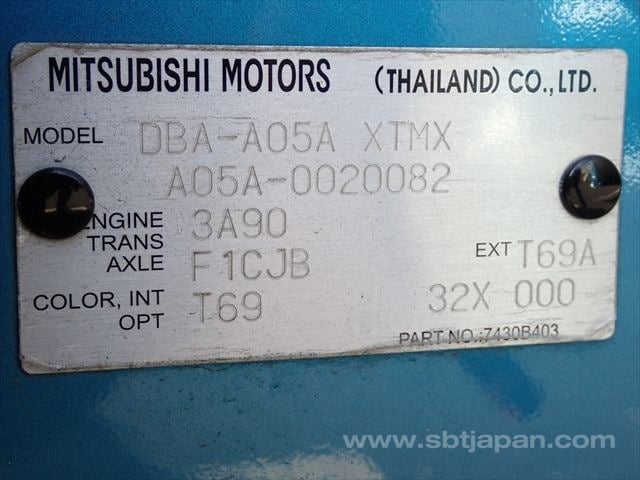 MITSUBISHI MOTORS (THAILAND) CO., LTD.
MODEL DBA-A05A XTMX
A05A-0020082
ENGINE 3A90
TRANS
AXLE F1CJB EXT T69A
COLOR, INT T69 32X 000
OPT
PART NO.:7430B403
www.sbtjapan.com